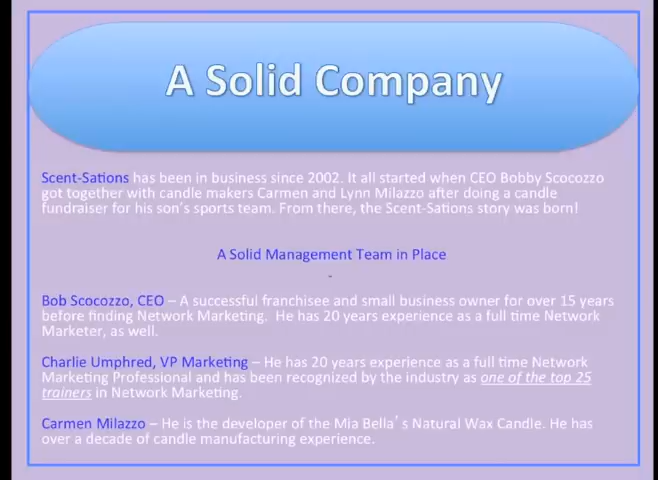 A Solid Company
Scent-Sations has been in business since 2002. It all started when CEO Bobby Scocozzo
got together with candle makers Carmen and Lynn Milazzo after doing a candle
fundraiser for his son's sports team. From there, the Scent-Sations story was born!
A Solid Management Team in Place
-
Bob Scocozzo, CEO – A successful franchisee and small business owner for over 15 years
before finding Network Marketing. He has 20 years experience as a full time Network
Marketer, as well.
Charlie Umphred, VP Marketing – He has 20 years experience as a full time Network
Marketing Professional and has been recognized by the industry as one of the top 25
trainers in Network Marketing.
Carmen Milazzo – He is the developer of the Mia Bella's Natural Wax Candle. He has
over a decade of candle manufacturing experience.